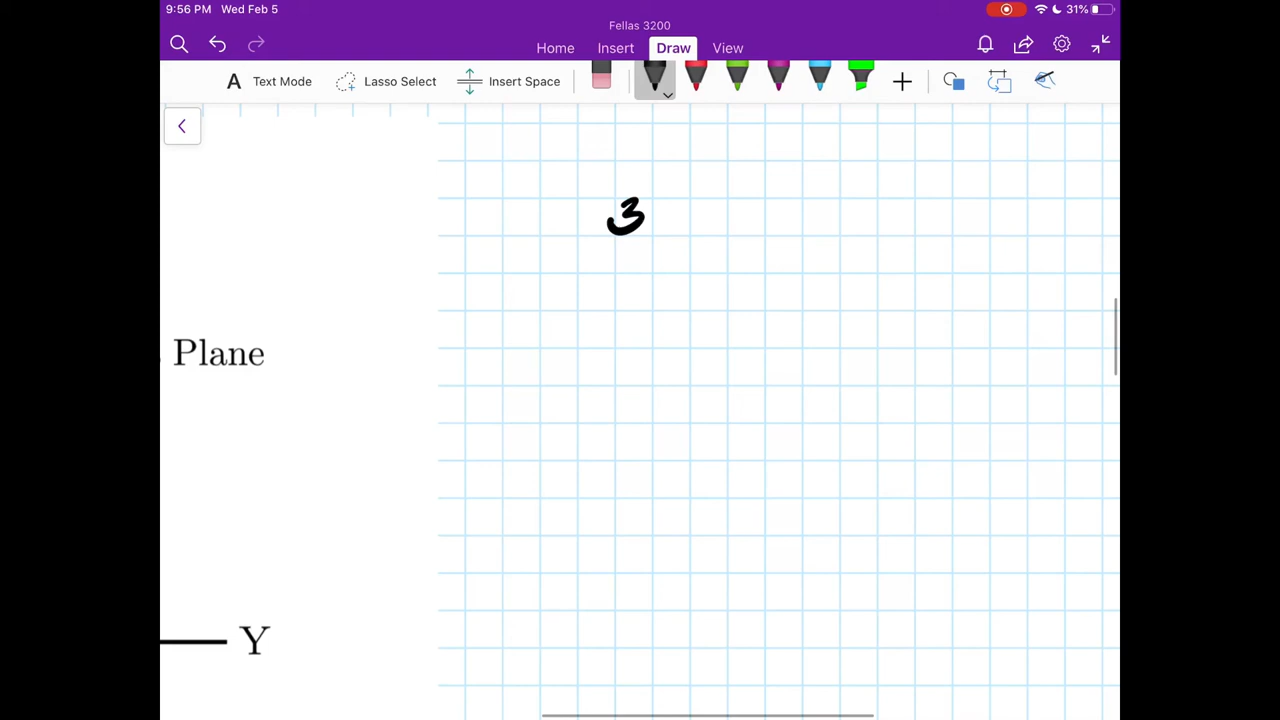 9:56 PM Wed Feb 5 31%
Fellas 3200
Home Insert Draw View
A Text Mode Lasso Select Insert Space
3
Plane
Y